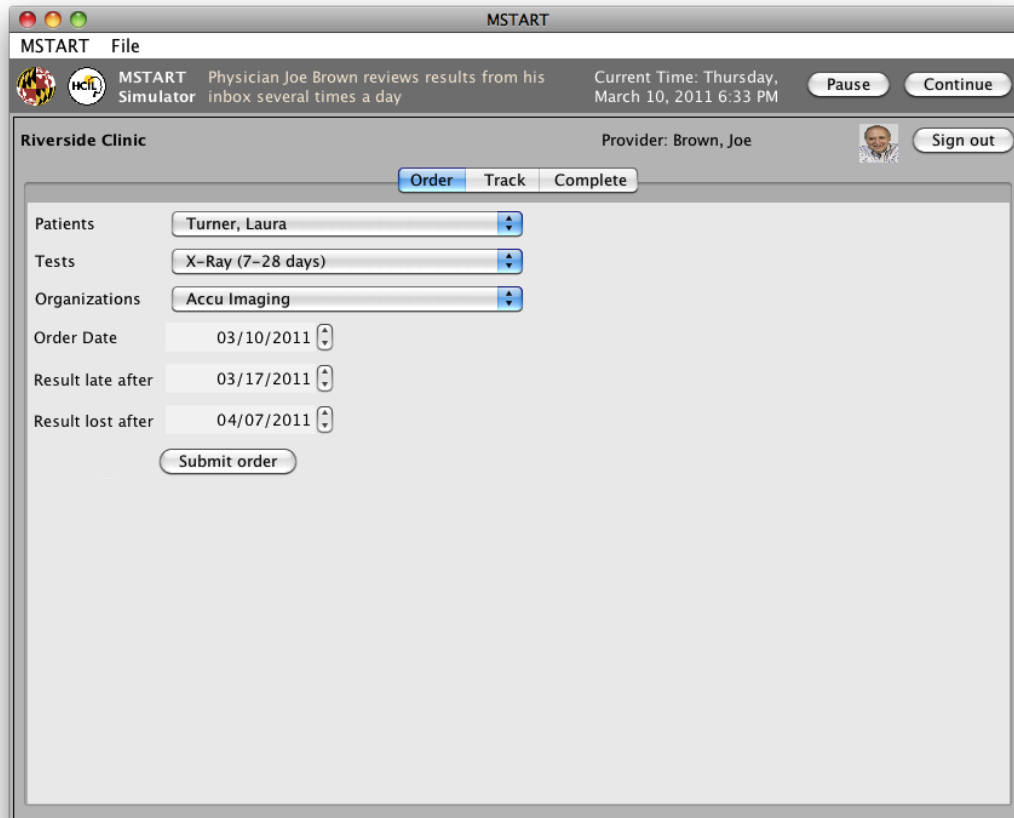 MSTART
MSTART File
HCIL
MSTART Physician Joe Brown reviews results from his
Simulator inbox several times a day
Current Time: Thursday,
March 10, 2011 6:33 PM
Pause Continue
Riverside Clinic Provider: Brown, Joe Sign out
Order Track Complete
Patients Turner, Laura
Tests X-Ray (7-28 days)
Organizations Accu Imaging
Order Date 03/10/2011
Result late after 03/17/2011
Result lost after 04/07/2011
Submit order